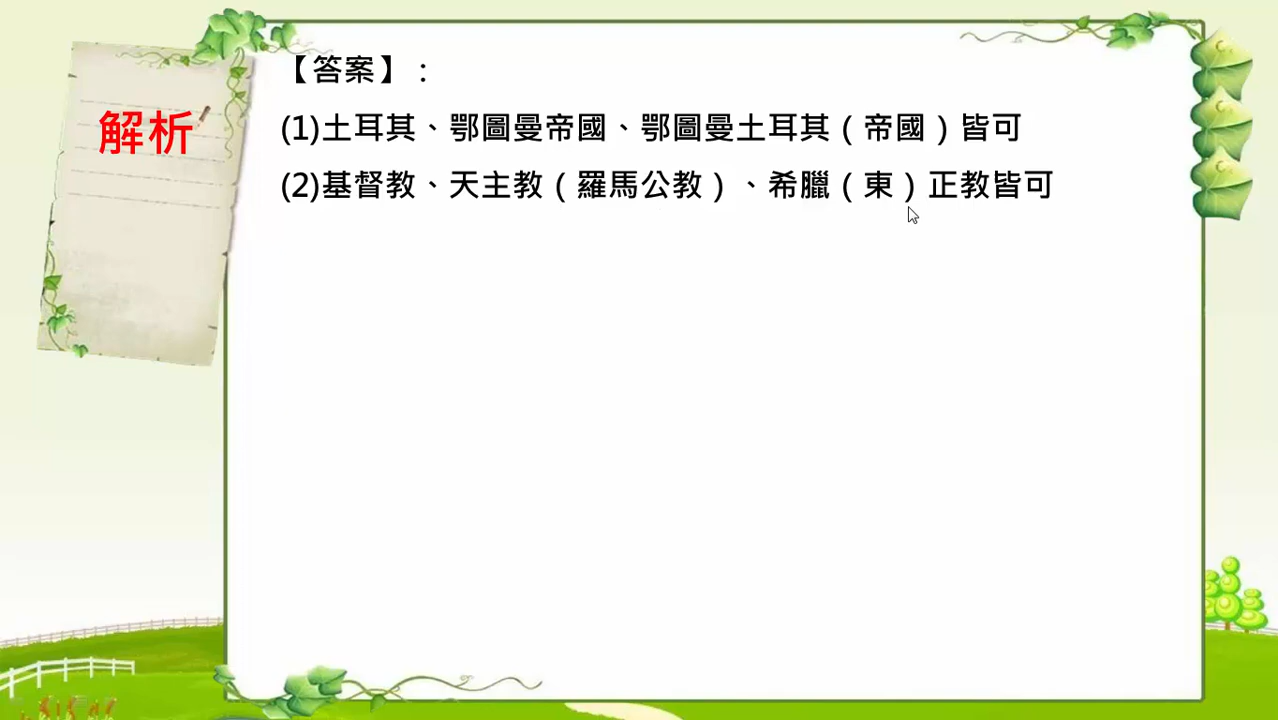 解析
【答案】：
(1)土耳其、鄂圖曼帝國、鄂圖曼土耳其（帝國）皆可
(2)基督教、天主教（羅馬公教）、希臘（東）正教皆可